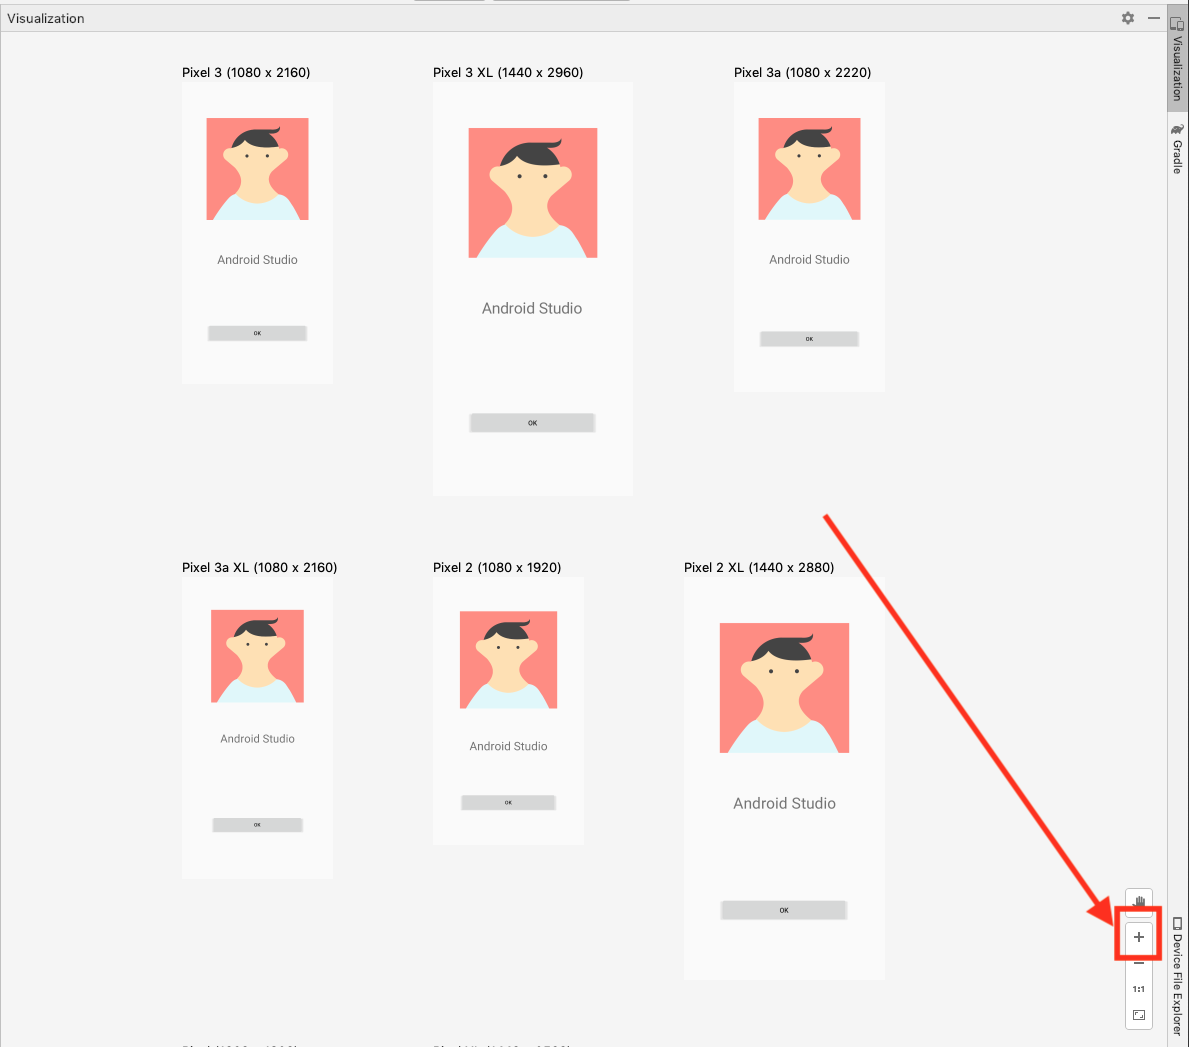 Visualization
Visualization
Gradle
Pixel 3 (1080 x 2160)
Pixel 3 XL (1440 x 2960)
Pixel 3a (1080 x 2220)
Android Studio
Android Studio
Android Studio
OK
OK
OK
Pixel 3a XL (1080 x 2160)
Pixel 2 (1080 x 1920)
Pixel 2 XL (1440 x 2880)
Android Studio
Android Studio
Android Studio
OK
OK
OK
1:1
Device File Explorer